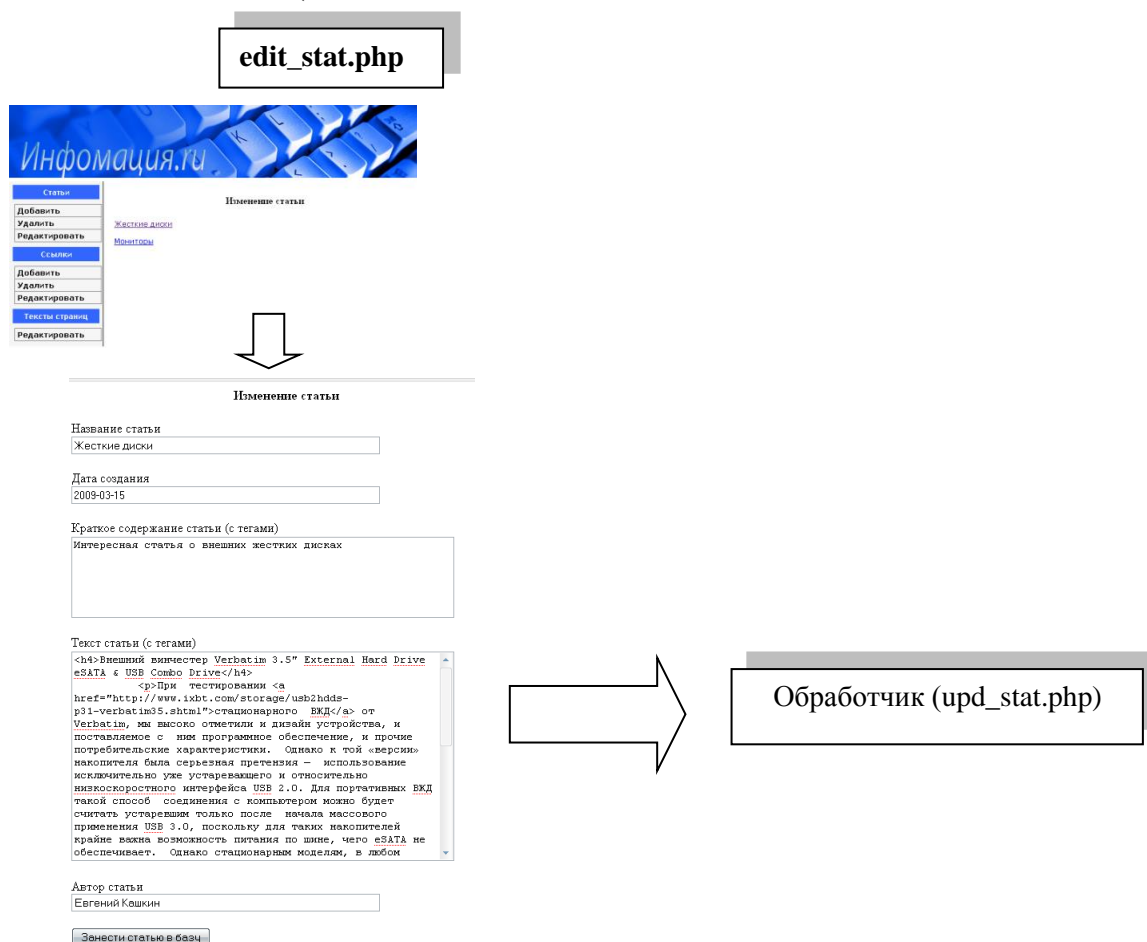 edit_stat.php
Инфомация.ru
Статьи
Добавить
Удалить
Редактировать
Ссылки
Добавить
Удалить
Редактировать
Тексты страниц
Редактировать
Изменение статьи
Жесткие диски
Мониторы
Изменение статьи
Название статьи
Жесткие диски
Дата создания
2009-03-15
Краткое содержание статьи (с тегами)
Интересная статья о внешних жестких дисках
Текст статьи (с тегами)
<h4>Внешний винчестер Verbatim 3.5" External Hard Drive
eSATA & USB Combo Drive</h4>
<p>При тестировании <a
href="http://www.ixbt.com/storage/usb2hdds-
p31-verbatim35.shtml">стационарного ВЖД</a> от
Verbatim, мы высоко отметили и дизайн устройства, и
поставляемое с ним программное обеспечение, и прочие
потребительские характеристики. Однако к той «версии»
накопителя была серьезная претензия — использование
исключительно уже устаревающего и относительно
низкоскоростного интерфейса USB 2.0. Для портативных ВЖД
такой способ соединения с компьютером можно будет
считать устаревшим только после начала массового
применения USB 3.0, поскольку для таких накопителей
крайне важна возможность питания по шине, чего eSATA не
обеспечивает. Однако стационарным моделям, в любом
Автор статьи
Евгений Кашкин
Занести статью в базу
Обработчик (upd_stat.php)